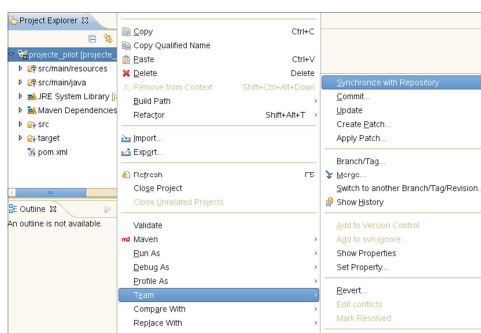 Project Explorer
projecte_pilot [projecte_
src/main/resources
src/main/java
JRE System Library [
Maven Dependencies
src
target
pom.xml
Outline
An outline is not available.
Copy Ctrl+C
Copy Qualified Name
Paste Ctrl+V
Delete Delete
Remove from Context Shift+Ctrl+Alt+Down
Build Path
Refactor Shift+Alt+T
Import...
Export...
Refresh F5
Close Project
Close Unrelated Projects
Validate
m2 Maven
Run As
Debug As
Profile As
Team
Compare With
Replace With
Synchronize with Repository
Commit...
Update
Create Patch...
Apply Patch...
Branch/Tag...
Merge...
Switch to another Branch/Tag/Revision...
Show History
Add to Version Control
Add to svn:ignore...
Show Properties
Set Property...
Revert...
Edit conflicts
Mark Resolved